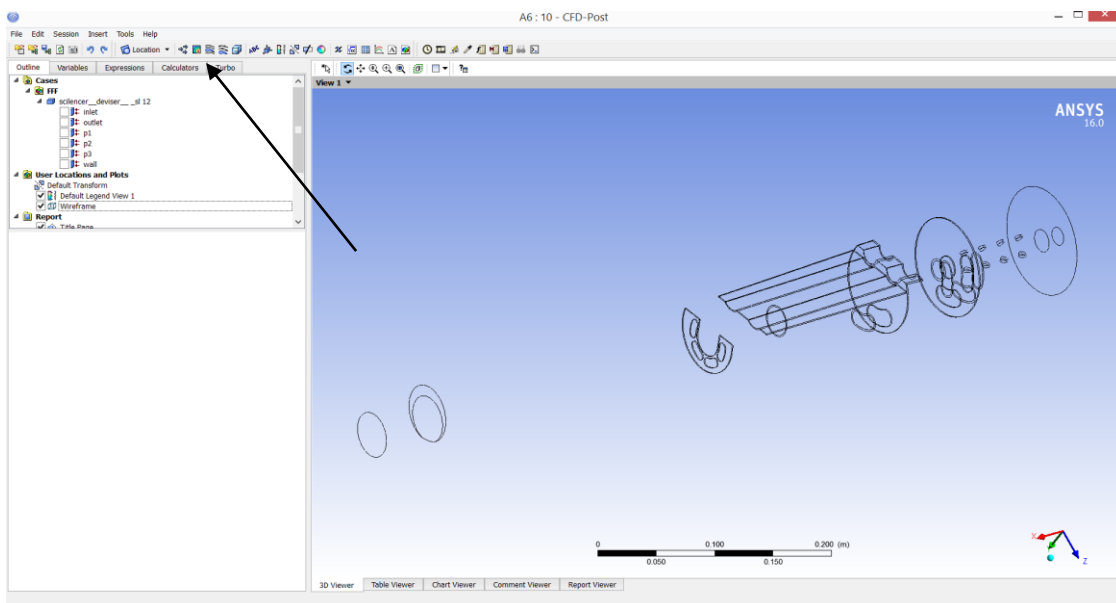 A6 : 10 - CFD-Post
File Edit Session Insert Tools Help
Location
Outline Variables Expressions Calculators Turbo
Cases
FFF
scilencer__deviser__ _sl 12
inlet
outlet
p1
p2
p3
wall
User Locations and Plots
Default Transform
Default Legend View 1
Wireframe
Report
Title Page
View 1
ANSYS
16.0
0 0.100 0.200 (m)
0.050 0.150
X
Z
3D Viewer Table Viewer Chart Viewer Comment Viewer Report Viewer